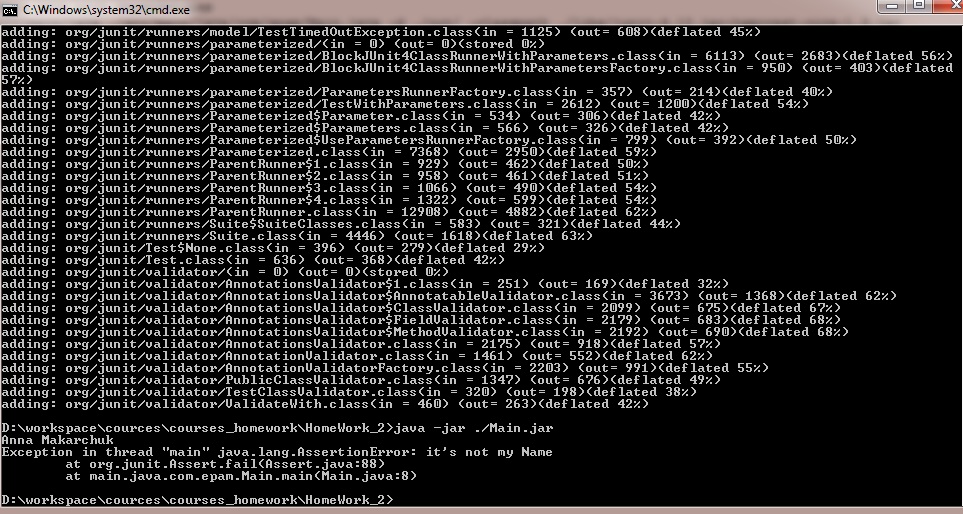 C:\Windows\system32\cmd.exe
adding: org/junit/runners/model/TestTimedOutException.class(in = 1125) (out= 608)(deflated 45%)
adding: org/junit/runners/parameterized/(in = 0) (out= 0)(stored 0%)
adding: org/junit/runners/parameterized/BlockJUnit4ClassRunnerWithParameters.class(in = 6113) (out= 2683)(deflated 56%)
adding: org/junit/runners/parameterized/BlockJUnit4ClassRunnerWithParametersFactory.class(in = 950) (out= 403)(deflated
57%)
adding: org/junit/runners/parameterized/ParametersRunnerFactory.class(in = 357) (out= 214)(deflated 40%)
adding: org/junit/runners/parameterized/TestWithParameters.class(in = 2612) (out= 1200)(deflated 54%)
adding: org/junit/runners/Parameterized$Parameter.class(in = 534) (out= 306)(deflated 42%)
adding: org/junit/runners/Parameterized$Parameters.class(in = 566) (out= 326)(deflated 42%)
adding: org/junit/runners/Parameterized$UseParametersRunnerFactory.class(in = 799) (out= 392)(deflated 50%)
adding: org/junit/runners/Parameterized.class(in = 7368) (out= 2950)(deflated 59%)
adding: org/junit/runners/ParentRunner$1.class(in = 929) (out= 462)(deflated 50%)
adding: org/junit/runners/ParentRunner$2.class(in = 958) (out= 461)(deflated 51%)
adding: org/junit/runners/ParentRunner$3.class(in = 1066) (out= 490)(deflated 54%)
adding: org/junit/runners/ParentRunner$4.class(in = 1322) (out= 599)(deflated 54%)
adding: org/junit/runners/ParentRunner.class(in = 12908) (out= 4882)(deflated 62%)
adding: org/junit/runners/Suite$SuiteClasses.class(in = 583) (out= 321)(deflated 44%)
adding: org/junit/runners/Suite.class(in = 4446) (out= 1618)(deflated 63%)
adding: org/junit/Test$None.class(in = 396) (out= 279)(deflated 29%)
adding: org/junit/Test.class(in = 636) (out= 368)(deflated 42%)
adding: org/junit/validator/(in = 0) (out= 0)(stored 0%)
adding: org/junit/validator/AnnotationsValidator$1.class(in = 251) (out= 169)(deflated 32%)
adding: org/junit/validator/AnnotationsValidator$AnnotatableValidator.class(in = 3673) (out= 1368)(deflated 62%)
adding: org/junit/validator/AnnotationsValidator$ClassValidator.class(in = 2099) (out= 675)(deflated 67%)
adding: org/junit/validator/AnnotationsValidator$FieldValidator.class(in = 2179) (out= 683)(deflated 68%)
adding: org/junit/validator/AnnotationsValidator$MethodValidator.class(in = 2192) (out= 690)(deflated 68%)
adding: org/junit/validator/AnnotationsValidator.class(in = 2175) (out= 918)(deflated 57%)
adding: org/junit/validator/AnnotationValidator.class(in = 1461) (out= 552)(deflated 62%)
adding: org/junit/validator/AnnotationValidatorFactory.class(in = 2203) (out= 991)(deflated 55%)
adding: org/junit/validator/PublicClassValidator.class(in = 1347) (out= 676)(deflated 49%)
adding: org/junit/validator/TestClassValidator.class(in = 320) (out= 198)(deflated 38%)
adding: org/junit/validator/ValidateWith.class(in = 460) (out= 263)(deflated 42%)
D:\workspace\cources\courses_homework\HomeWork_2>java -jar ./Main.jar
Anna Makarchuk
Exception in thread "main" java.lang.AssertionError: it's not my Name
at org.junit.Assert.fail(Assert.java:88)
at main.java.com.epam.Main.main(Main.java:8)
D:\workspace\cources\courses_homework\HomeWork_2>